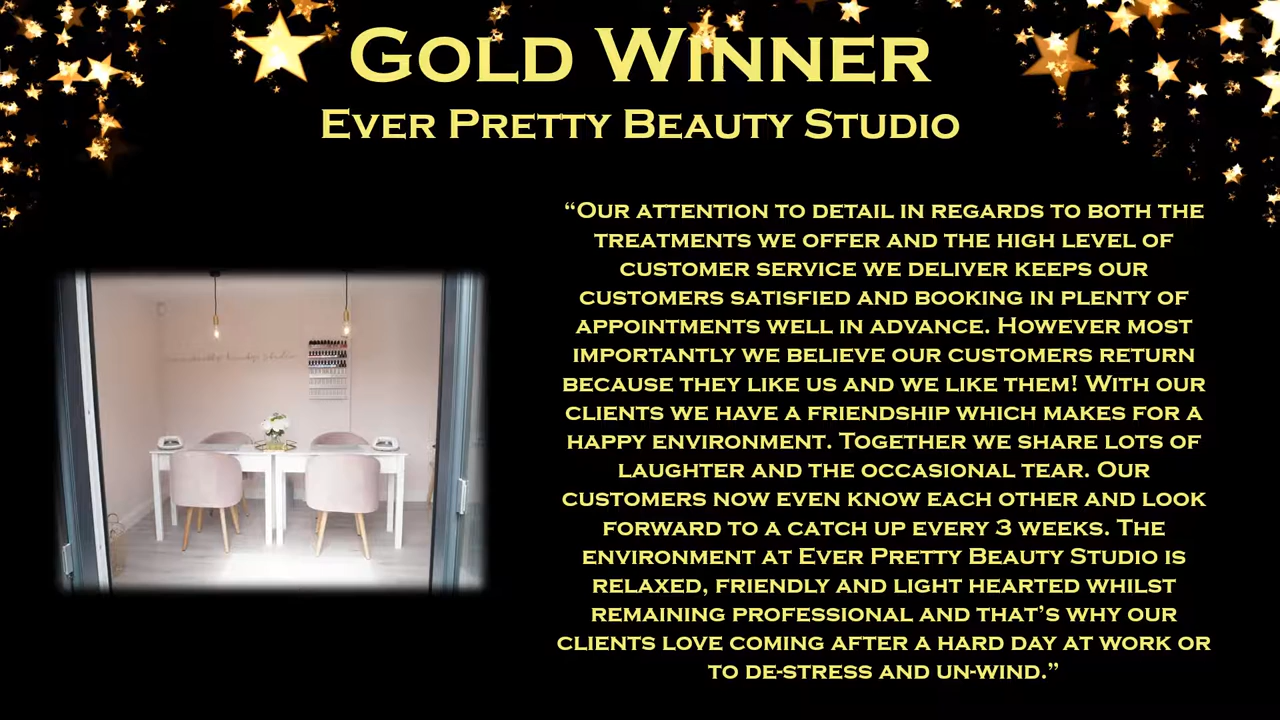 Gold Winner
Ever Pretty Beauty Studio
“Our attention to detail in regards to both the
treatments we offer and the high level of
customer service we deliver keeps our
customers satisfied and booking in plenty of
appointments well in advance. However most
importantly we believe our customers return
because they like us and we like them! With our
clients we have a friendship which makes for a
happy environment. Together we share lots of
laughter and the occasional tear. Our
customers now even know each other and look
forward to a catch up every 3 weeks. The
environment at Ever Pretty Beauty Studio is
relaxed, friendly and light hearted whilst
remaining professional and that’s why our
clients love coming after a hard day at work or
to de-stress and un-wind.”